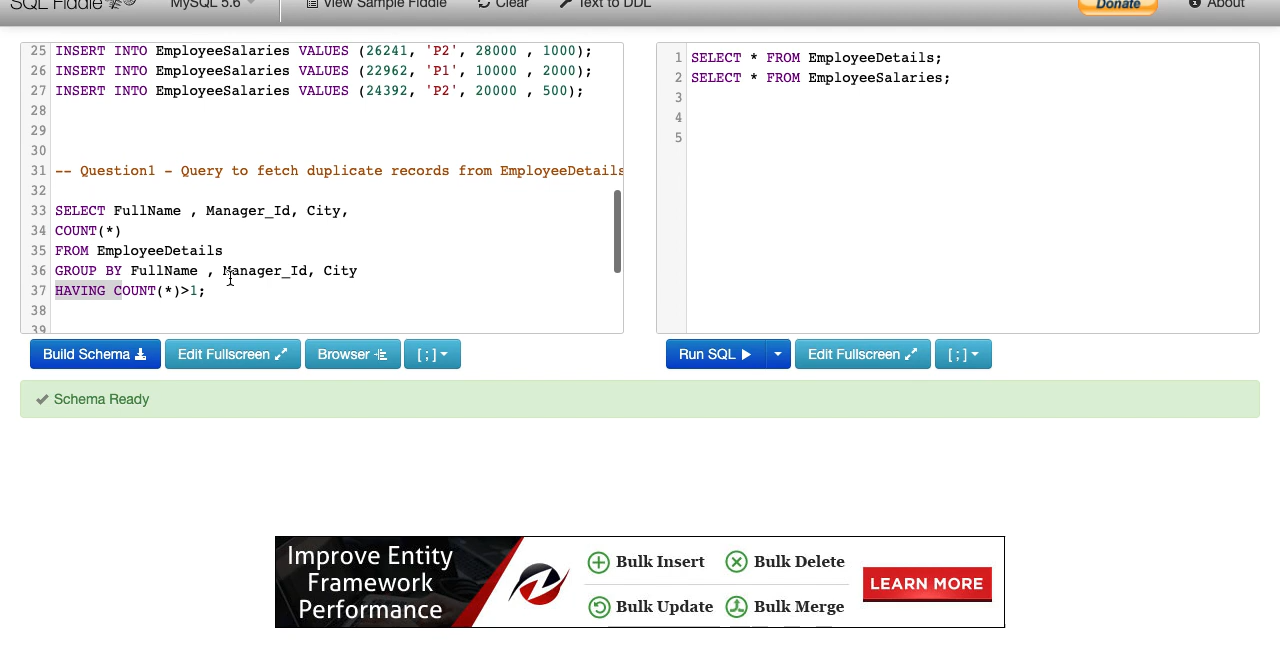 SQL Fiddle
MySQL 5.6
View Sample Fiddle
Clear
Text to DDL
Donate
About
25 INSERT INTO EmployeeSalaries VALUES (26241, 'P2', 28000 , 1000);
26 INSERT INTO EmployeeSalaries VALUES (22962, 'P1', 10000 , 2000);
27 INSERT INTO EmployeeSalaries VALUES (24392, 'P2', 20000 , 500);
28
29
30
31 -- Question1 - Query to fetch duplicate records from EmployeeDetails
32
33 SELECT FullName , Manager_Id, City,
34 COUNT(*)
35 FROM EmployeeDetails
36 GROUP BY FullName , Manager_Id, City
37 HAVING COUNT(*)>1;
38
39
1 SELECT * FROM EmployeeDetails;
2 SELECT * FROM EmployeeSalaries;
3
4
5
Build Schema
Edit Fullscreen
Browser
[ ; ]
Run SQL
Edit Fullscreen
[ ; ]
Schema Ready
Improve Entity
Framework
Performance
Bulk Insert
Bulk Delete
Bulk Update
Bulk Merge
LEARN MORE